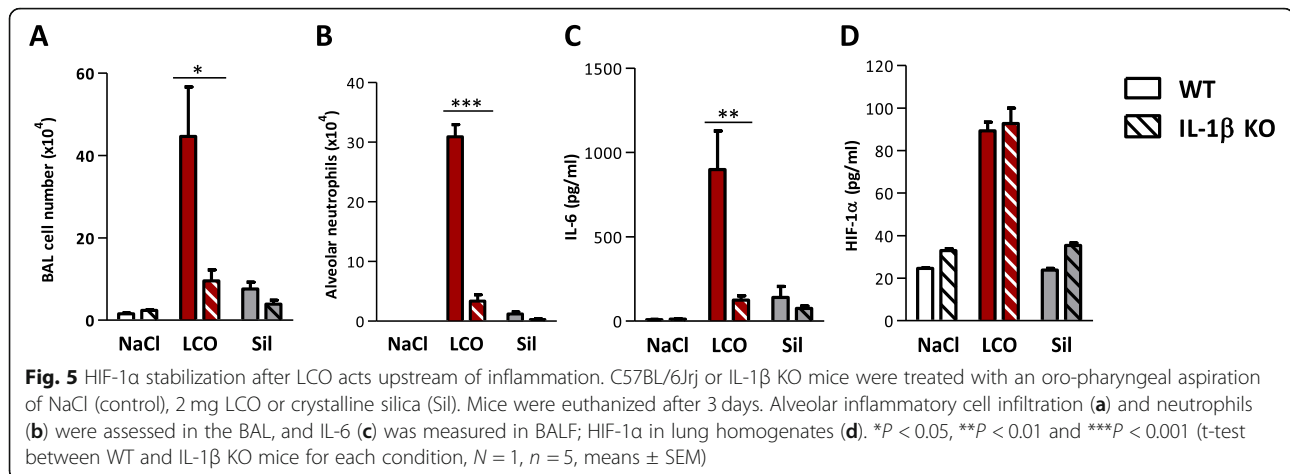 A
BAL cell number (x10⁴)
60
40
20
0
*
NaCl LCO Sil
B
Alveolar neutrophils (x10⁴)
40
30
20
10
0
***
NaCl LCO Sil
C
IL-6 (pg/ml)
1500
1000
500
0
**
NaCl LCO Sil
D
HIF-1α (pg/ml)
120
100
80
60
40
20
0
NaCl LCO Sil
WT
IL-1β KO
Fig. 5 HIF-1α stabilization after LCO acts upstream of inflammation. C57BL/6Jrj or IL-1β KO mice were treated with an oro-pharyngeal aspiration
of NaCl (control), 2 mg LCO or crystalline silica (Sil). Mice were euthanized after 3 days. Alveolar inflammatory cell infiltration (a) and neutrophils
(b) were assessed in the BAL, and IL-6 (c) was measured in BALF; HIF-1α in lung homogenates (d). *P < 0.05, **P < 0.01 and ***P < 0.001 (t-test
between WT and IL-1β KO mice for each condition, N = 1, n = 5, means ± SEM)